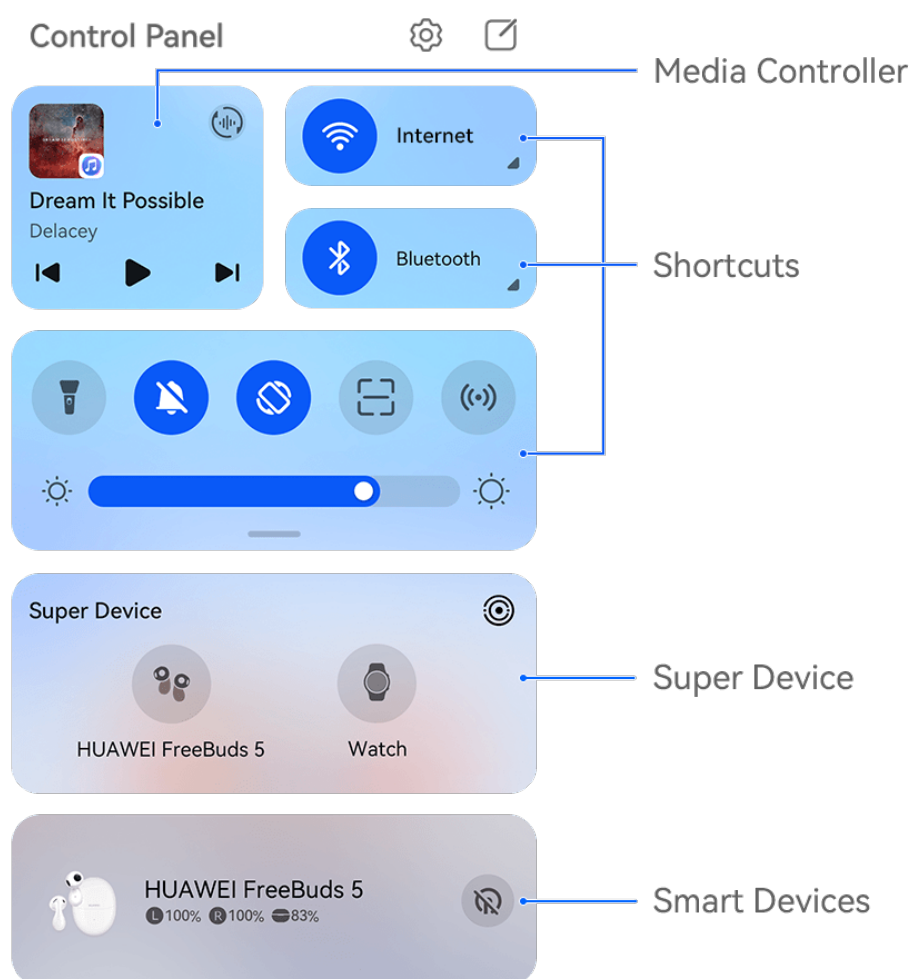 Control Panel
Media Controller
Internet
Dream It Possible
Delacey
Bluetooth
Shortcuts
Super Device
HUAWEI FreeBuds 5
Watch
Super Device
HUAWEI FreeBuds 5
L 100% R 100% 83%
Smart Devices